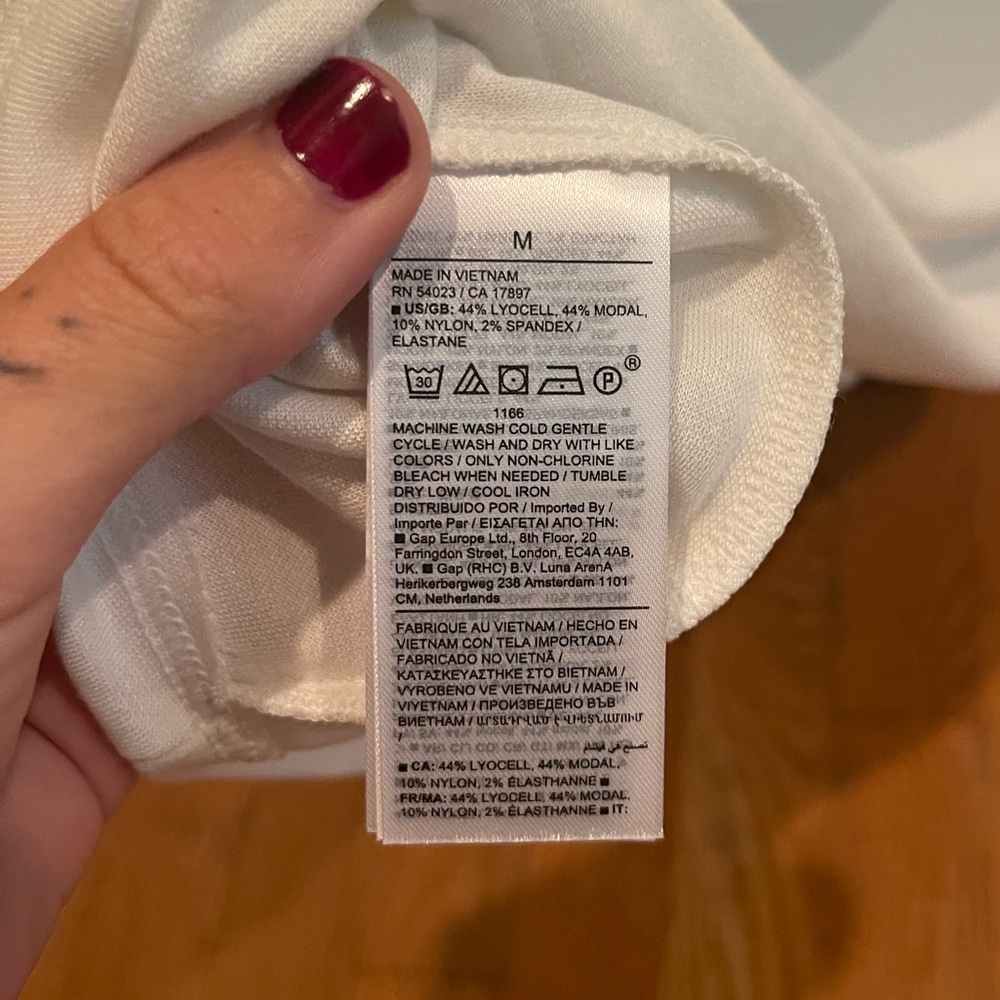 M
MADE IN VIETNAM
RN 54023 / CA 17897
■ US/GB: 44% LYOCELL, 44% MODAL,
10% NYLON, 2% SPANDEX /
ELASTANE
30 P ®
1166
MACHINE WASH COLD GENTLE
CYCLE / WASH AND DRY WITH LIKE
COLORS / ONLY NON-CHLORINE
BLEACH WHEN NEEDED / TUMBLE
DRY LOW / COOL IRON
DISTRIBUIDO POR / Imported By /
Importe Par / ΕΙΣΑΓΕΤΑΙ ΑΠΟ ΤΗΝ:
■ Gap Europe Ltd., 8th Floor, 20
Farringdon Street, London, EC4A 4AB,
UK. ■ Gap (RHC) B.V. Luna ArenA
Herikerbergweg 238 Amsterdam 1101
CM, Netherlands
FABRIQUE AU VIETNAM / HECHO EN
VIETNAM CON TELA IMPORTADA /
FABRICADO NO VIETNÃ /
ΚΑΤΑΣΚΕΥΑΣΤΗΚΕ ΣΤΟ ΒΙΕΤΝΑΜ /
VYROBENO VE VIETNAMU / MADE IN
VIYETNAM / ПРОИЗВЕДЕНО ВЪВ
ВИЕТНАМ / ԱՐՏԱԴՐՎԱԾ Է ՎԻԵՏՆԱՄՈՒՄ
/
تصنع في فيتنام
■ CA: 44% LYOCELL, 44% MODAL.
10% NYLON, 2% ÉLASTHANNE ■
FR/MA: 44% LYOCELL, 44% MODAL.
10% NYLON, 2% ÉLASTHANNE ■ IT: